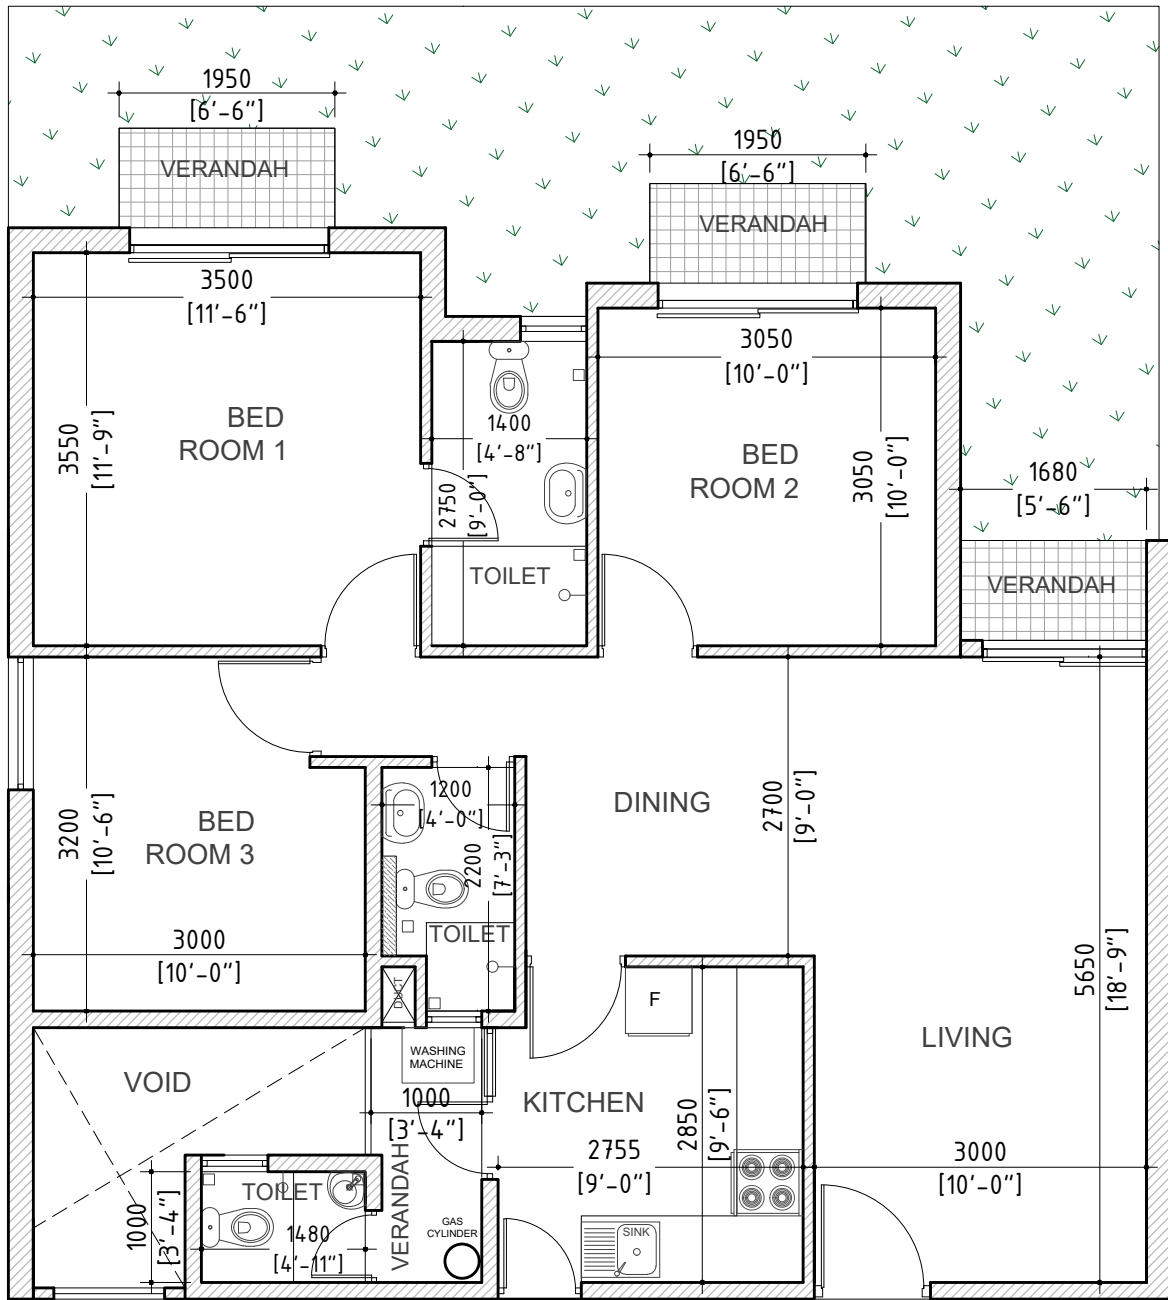 1950
[6'-6"]
VERANDAH
1950
[6'-6"]
VERANDAH
3500
[11'-6"]
3050
[10'-0"]
BED
ROOM 1
3550
[11'-9"]
1400
[4'-8"]
2750
[9'-0"]
TOILET
BED
ROOM 2
3050
[10'-0"]
1680
[5'-6"]
VERANDAH
BED
ROOM 3
3200
[10'-6"]
3000
[10'-0"]
1200
[4'-0"]
2200
[7'-3"]
TOILET
DUCT
DINING
2700
[9'-0"]
5650
[18'-9"]
LIVING
F
VOID
WASHING
MACHINE
1000
[3'-4"]
KITCHEN
2850
[9'-6"]
2755
[9'-0"]
3000
[10'-0"]
VERANDAH
TOILET
1000
[3'-4"]
1480
[4'-11"]
GAS
CYLINDER
SINK